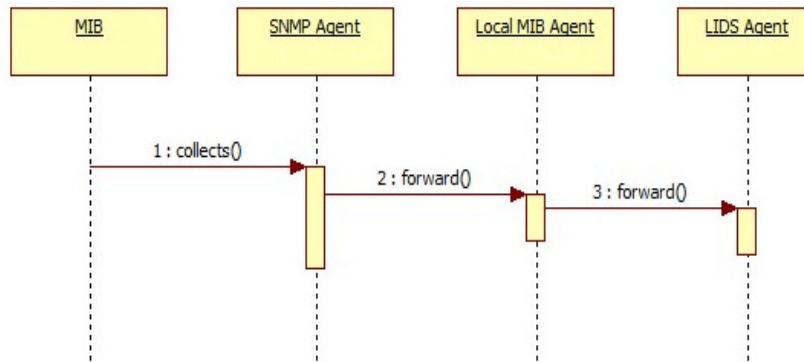 MIB
SNMP Agent
Local MIB Agent
LIDS Agent
1 : collects()
2 : forward()
3 : forward()